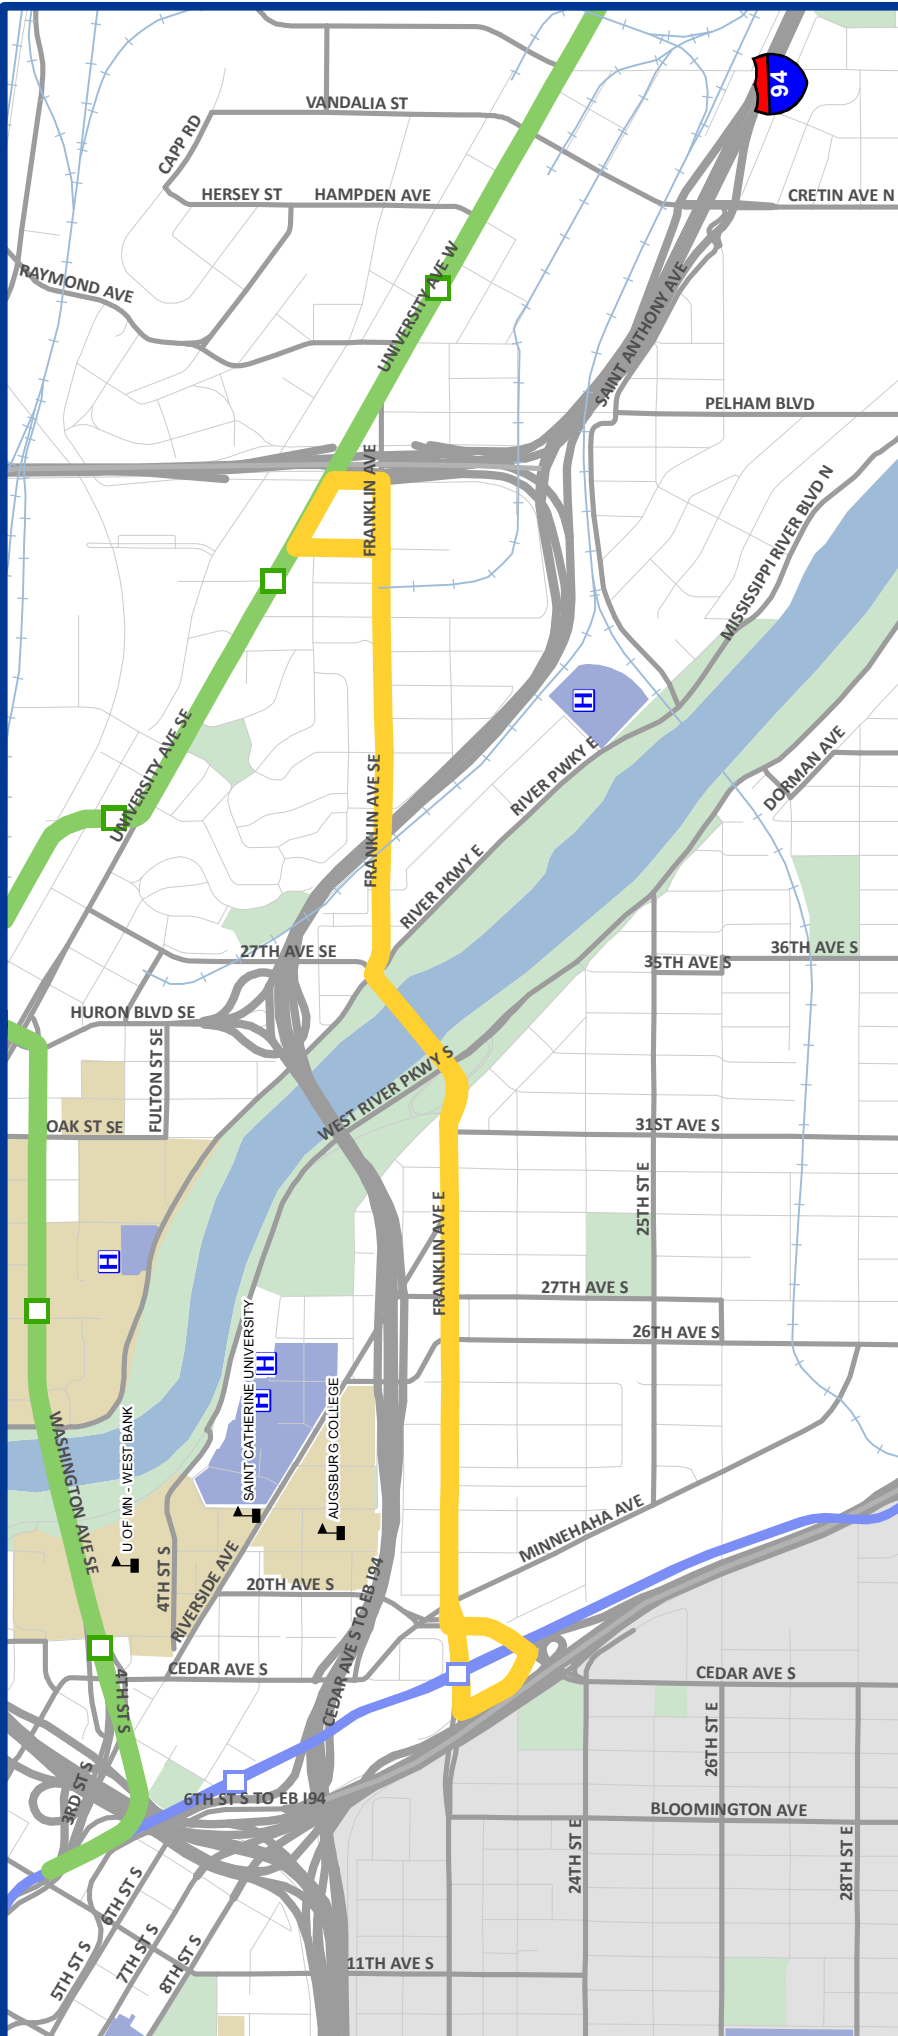 94
VANDALIA ST
CAPP RD
HERSEY ST
HAMPDEN AVE
CRETIN AVE N
RAYMOND AVE
UNIVERSITY AVE W
SAINT ANTHONY AVE
PELHAM BLVD
FRANKLIN AVE
MISSISSIPPI RIVER BLVD N
H
UNIVERSITY AVE SE
RIVER PWKY E
DORMAN AVE
FRANKLIN AVE SE
RIVER PKWY E
27TH AVE SE
36TH AVE S
35TH AVE S
HURON BLVD SE
FULTON ST SE
WEST RIVER PKWY S
OAK ST SE
31ST AVE S
25TH ST E
FRANKLIN AVE E
H
27TH AVE S
26TH AVE S
SAINT CATHERINE UNIVERSITY
H
H
AUGSBURG COLLEGE
U OF MN - WEST BANK
WASHINGTON AVE SE
MINNEHAHA AVE
4TH ST S
RIVERSIDE AVE
20TH AVE S
CEDAR AVE S TO EB I94
CEDAR AVE S
CEDAR AVE S
4TH ST S
26TH ST E
3RD ST S
6TH ST S TO EB I94
BLOOMINGTON AVE
24TH ST E
28TH ST E
6TH ST S
7TH ST S
5TH ST S
8TH ST S
11TH AVE S